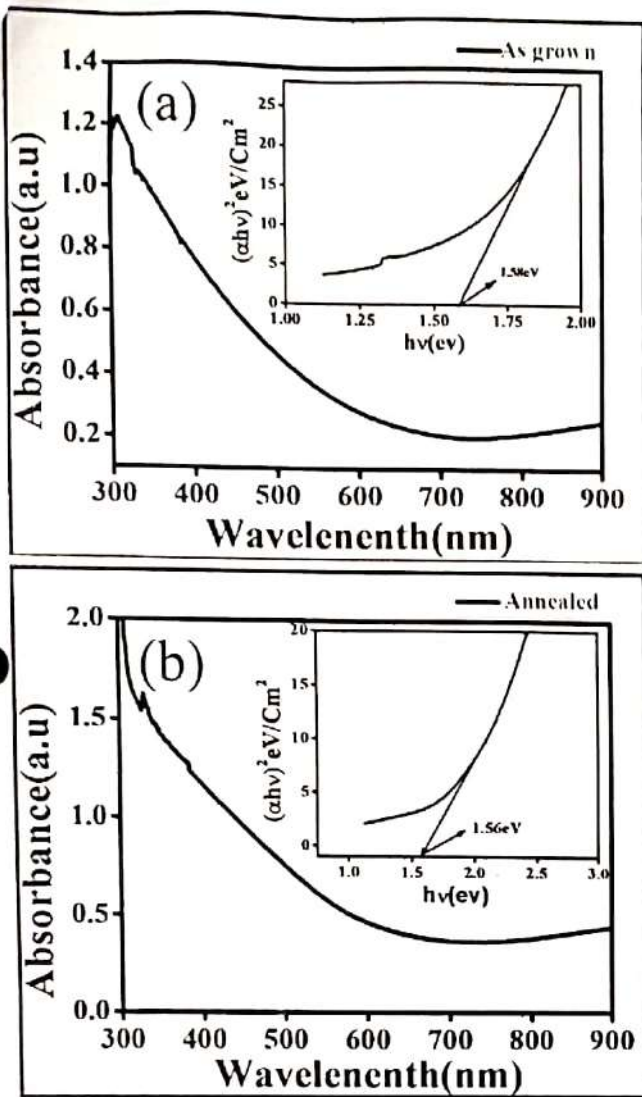 As grown
(a)
Absorbance(a.u)
1.4
1.2
1.0
0.8
0.6
0.4
0.2
300 400 500 600 700 800 900
Wavelenenth(nm)
(αhν)² eV/Cm²
25
20
15
10
5
0
1.00 1.25 1.50 1.75 2.00
hν(ev)
1.58eV
Annealed
(b)
Absorbance(a.u)
2.0
1.5
1.0
0.5
0.0
300 400 500 600 700 800 900
Wavelenenth(nm)
(αhν)² eV/Cm²
20
15
10
5
0
1.0 1.5 2.0 2.5 3.0
hν(ev)
1.56eV